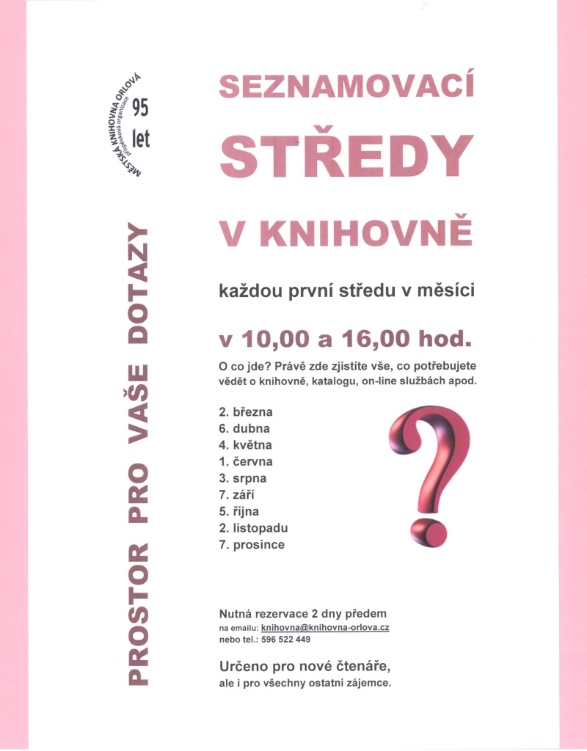 MĚSTSKÁ KNIHOVNA ORLOVÁ
příspěvková organizace
95
let
SEZNAMOVACÍ
STŘEDY
V KNIHOVNĚ
každou první středu v měsíci
v 10,00 a 16,00 hod.
O co jde? Právě zde zjistíte vše, co potřebujete
vědět o knihovně, katalogu, on-line službách apod.
2. března
6. dubna
4. května
1. června
3. srpna
7. září
5. října
2. listopadu
7. prosince
?
Nutná rezervace 2 dny předem
na emailu: knihovna@knihovna-orlova.cz
nebo tel.: 596 522 449
Určeno pro nové čtenáře,
ale i pro všechny ostatní zájemce.
PROSTOR PRO VAŠE DOTAZY